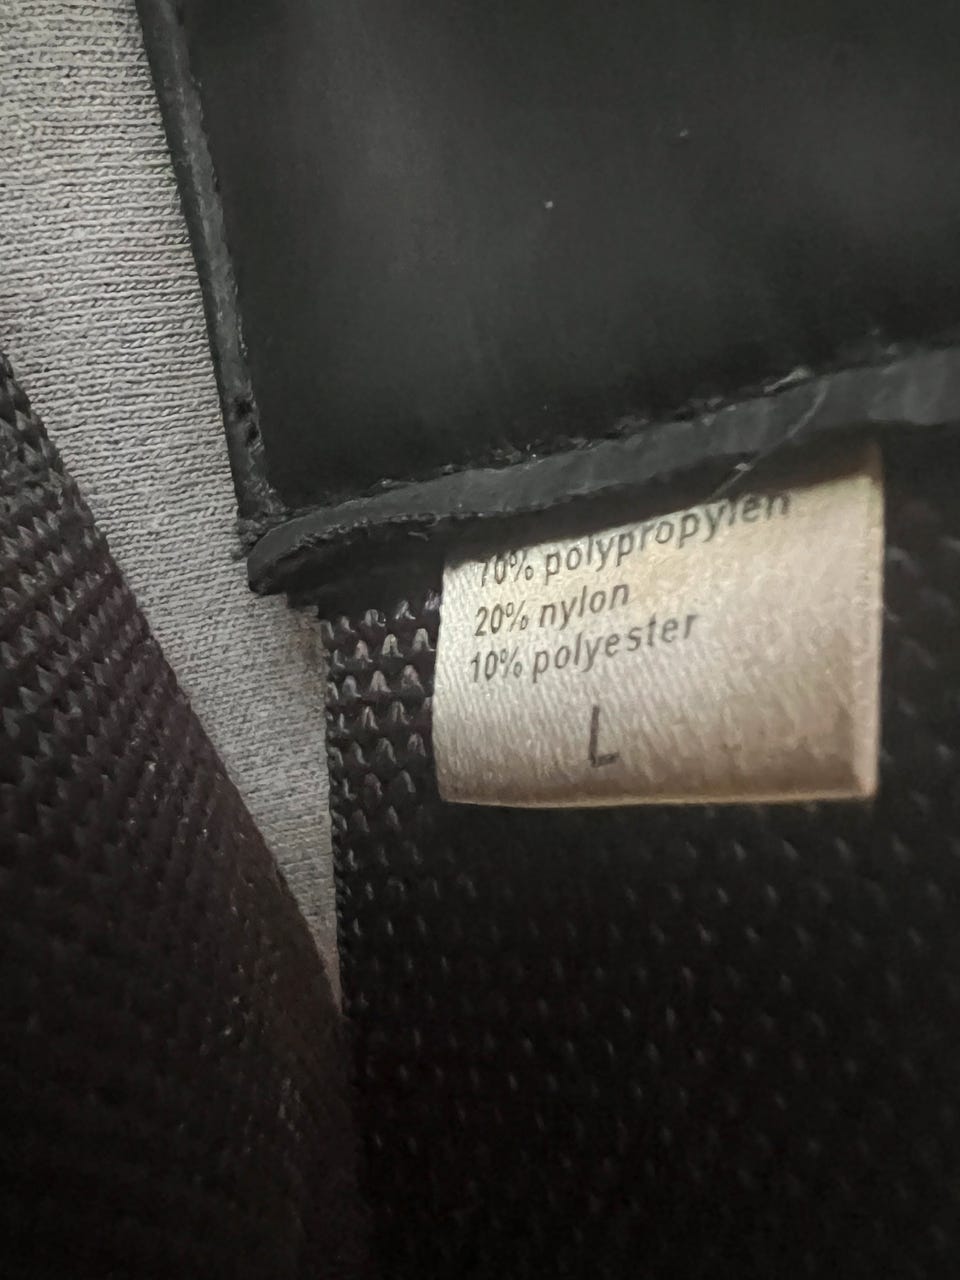 70% polypropylen
20% nylon
10% polyester
L